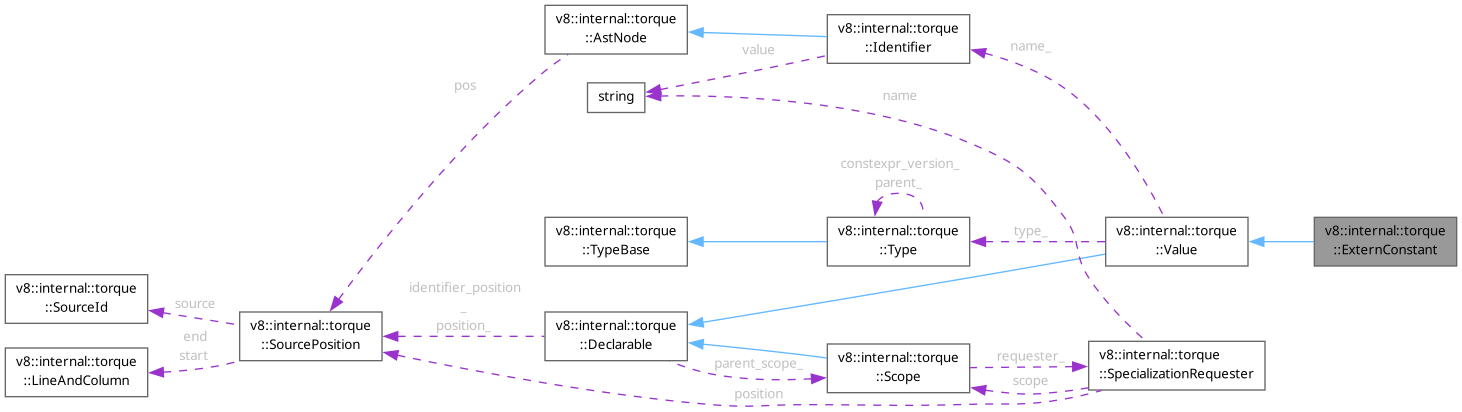 v8::internal::torque
::AstNode
v8::internal::torque
::Identifier
value
name_
pos
string
name
constexpr_version_
parent_
v8::internal::torque
::TypeBase
v8::internal::torque
::Type
type_
v8::internal::torque
::Value
v8::internal::torque
::ExternConstant
v8::internal::torque
::SourceId
source
identifier_position
_
position_
v8::internal::torque
::SourcePosition
v8::internal::torque
::Declarable
end
start
v8::internal::torque
::LineAndColumn
parent_scope_
v8::internal::torque
::Scope
requester_
scope
v8::internal::torque
::SpecializationRequester
position